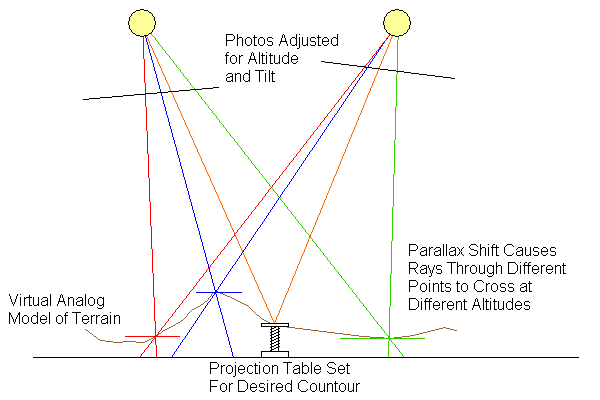 Photos Adjusted
for Altitude
and Tilt
Parallax Shift Causes
Rays Through Different
Points to Cross at
Different Altitudes
Virtual Analog
Model of Terrain
Projection Table Set
For Desired Countour